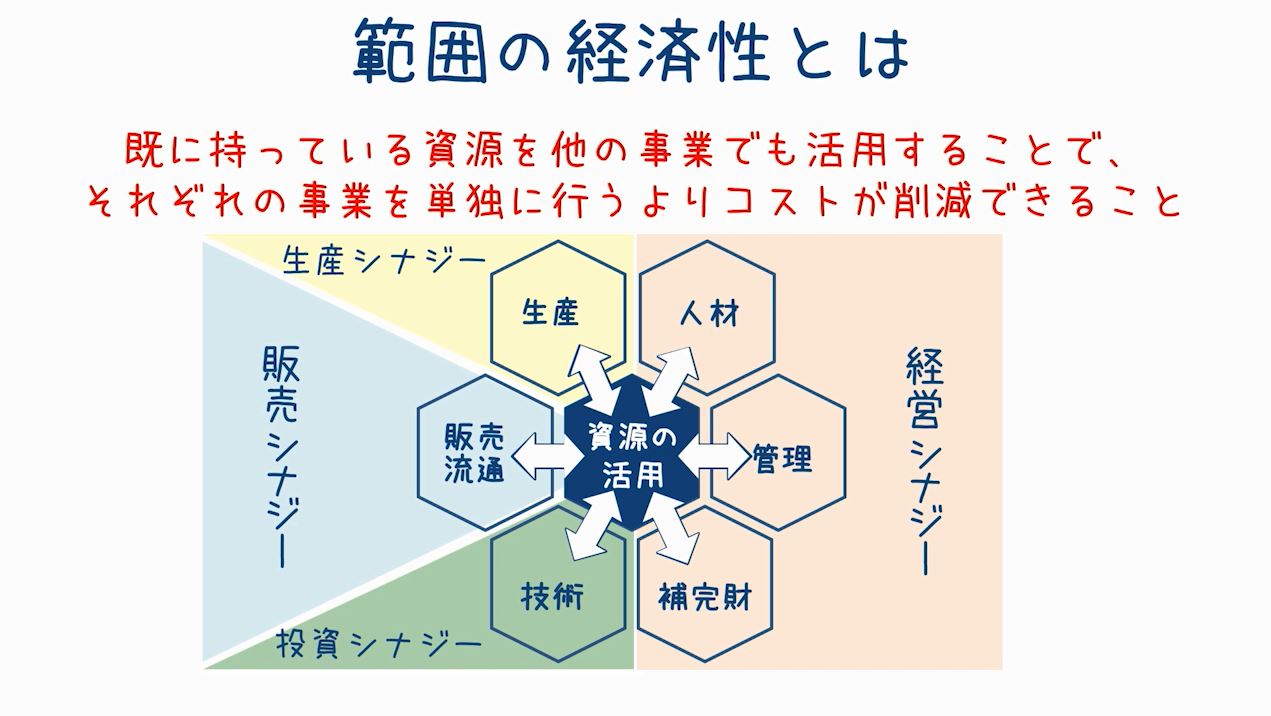 範囲の経済性とは
既に持っている資源を他の事業でも活用することで、
それぞれの事業を単独に行うよりコストが削減できること
生産シナジー
生産
人材
販売シナジー
経営シナジー
販売
流通
資源の
活用
管理
技術
補完財
投資シナジー